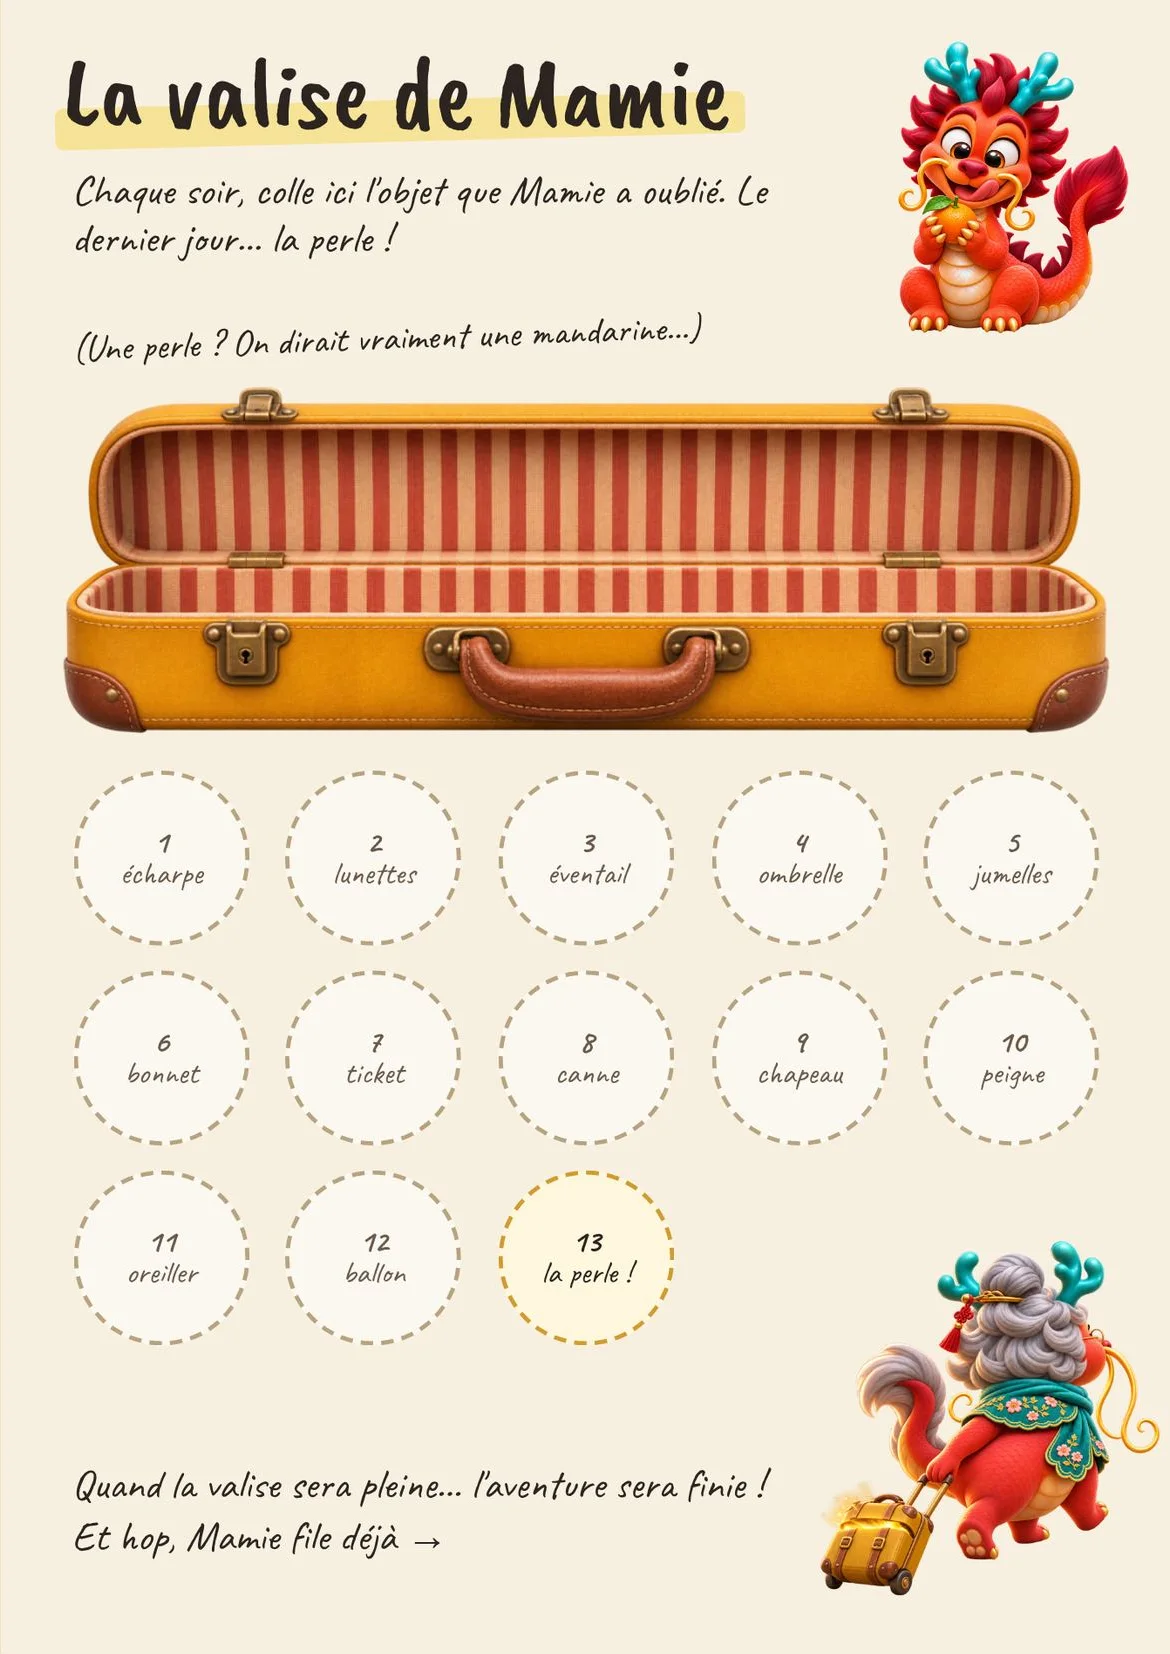 La valise de Mamie
Chaque soir, colle ici l'objet que Mamie a oublié. Le
dernier jour... la perle !
(Une perle ? On dirait vraiment une mandarine...)
1
écharpe
2
lunettes
3
éventail
4
ombrelle
5
jumelles
6
bonnet
7
ticket
8
canne
9
chapeau
10
peigne
11
oreiller
12
ballon
13
la perle !
Quand la valise sera pleine... l'aventure sera finie !
Et hop, Mamie file déjà →